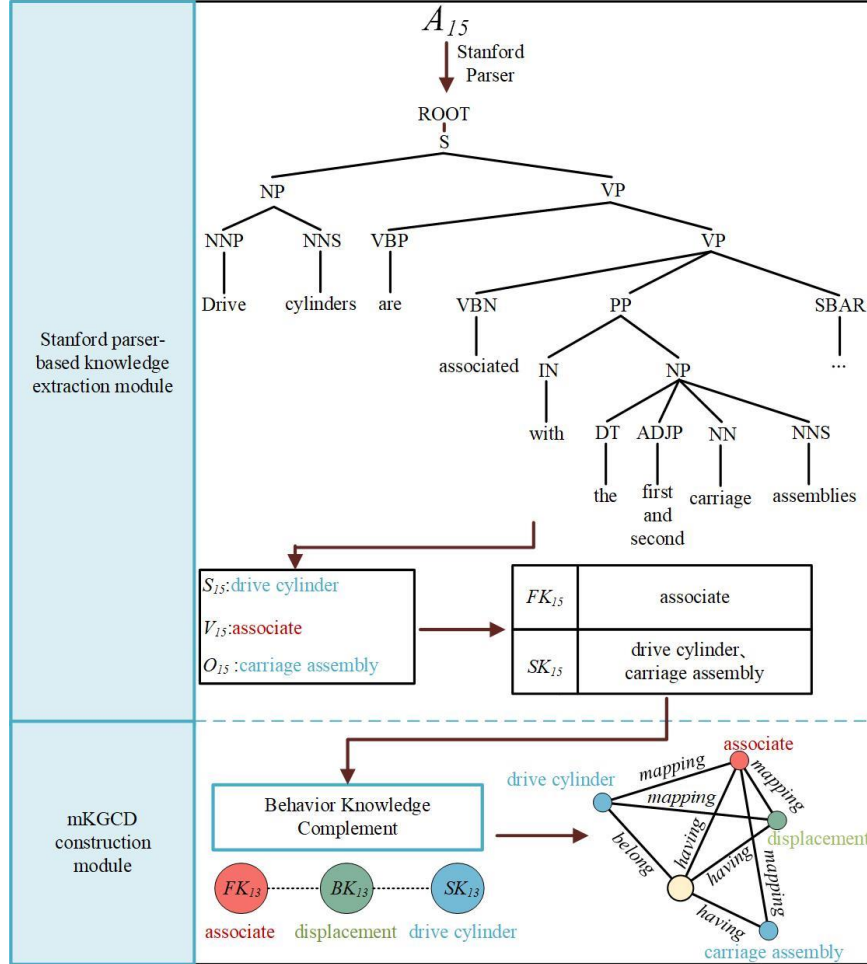 A15
Stanford
Parser
ROOT
S
NP VP
NNP NNS VBP VP
Drive cylinders are VBN PP SBAR
associated IN NP ...
with DT ADJP NN NNS
the first and second carriage assemblies
Stanford parser-
based knowledge
extraction module
S15:drive cylinder
V15:associate
O15:carriage assembly
FK15 associate
SK15 drive cylinder、
carriage assembly
mKGCD
construction
module
Behavior Knowledge
Complement
FK13 BK13 SK13
associate displacement drive cylinder
associate
drive cylinder
mapping
mapping
mapping
displacement
belong
having
having
mapping
having
carriage assembly